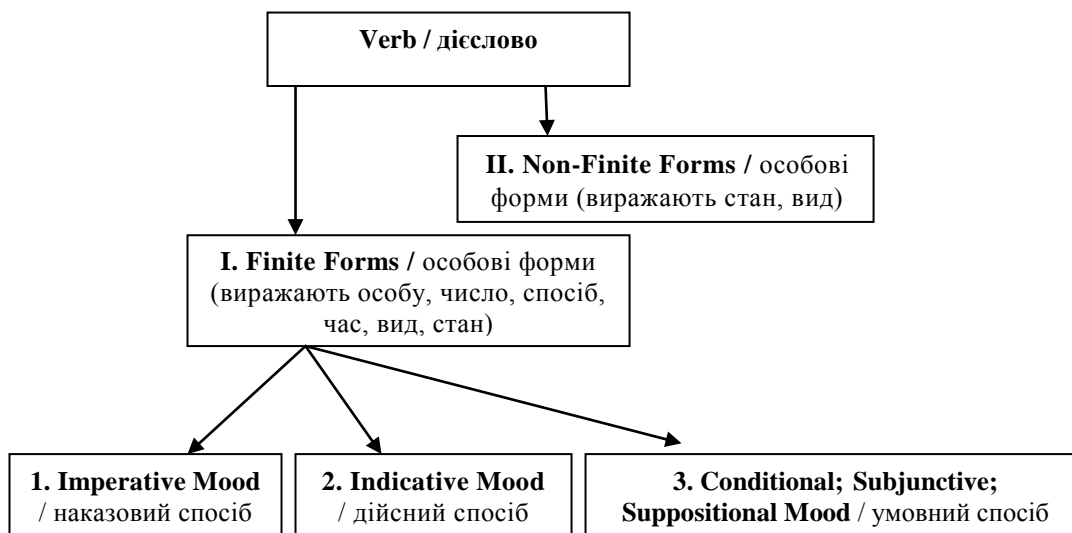 Verb / дієслово
II. Non-Finite Forms / особові
форми (виражають стан, вид)
I. Finite Forms / особові форми
(виражають особу, число, спосіб,
час, вид, стан)
1. Imperative Mood
/ наказовий спосіб
2. Indicative Mood
/ дійсний спосіб
3. Conditional; Subjunctive;
Suppositional Mood / умовний спосіб